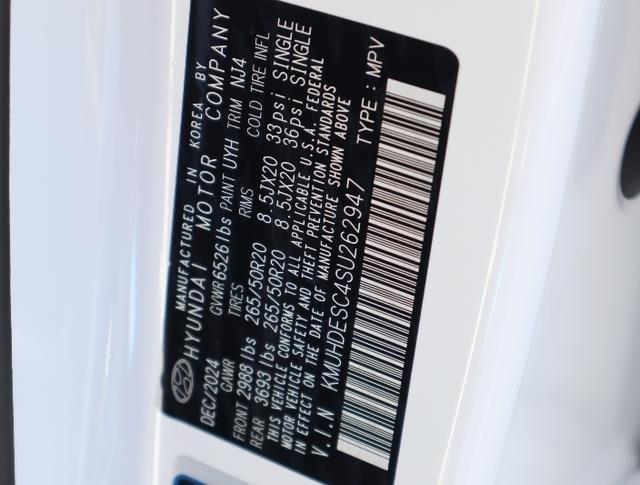 MANUFACTURED IN KOREA BY
HYUNDAI MOTOR COMPANY
DEC/2024 GVWR 6526 lbs PAINT UYH TRIM NJ4
GAWR TIRES RIMS COLD TIRE INFL
FRONT 2988 lbs 265/50R20 8.5JX20 33psi SINGLE
REAR 3693 lbs 265/50R20 8.5JX20 36psi SINGLE
THIS VEHICLE CONFORMS TO ALL APPLICABLE U.S.A. FEDERAL
MOTOR VEHICLE SAFETY AND THEFT PREVENTION STANDARDS
IN EFFECT ON THE DATE OF MANUFACTURE SHOWN ABOVE
V.I.N KMUHDESC4SU262947 TYPE : MPV